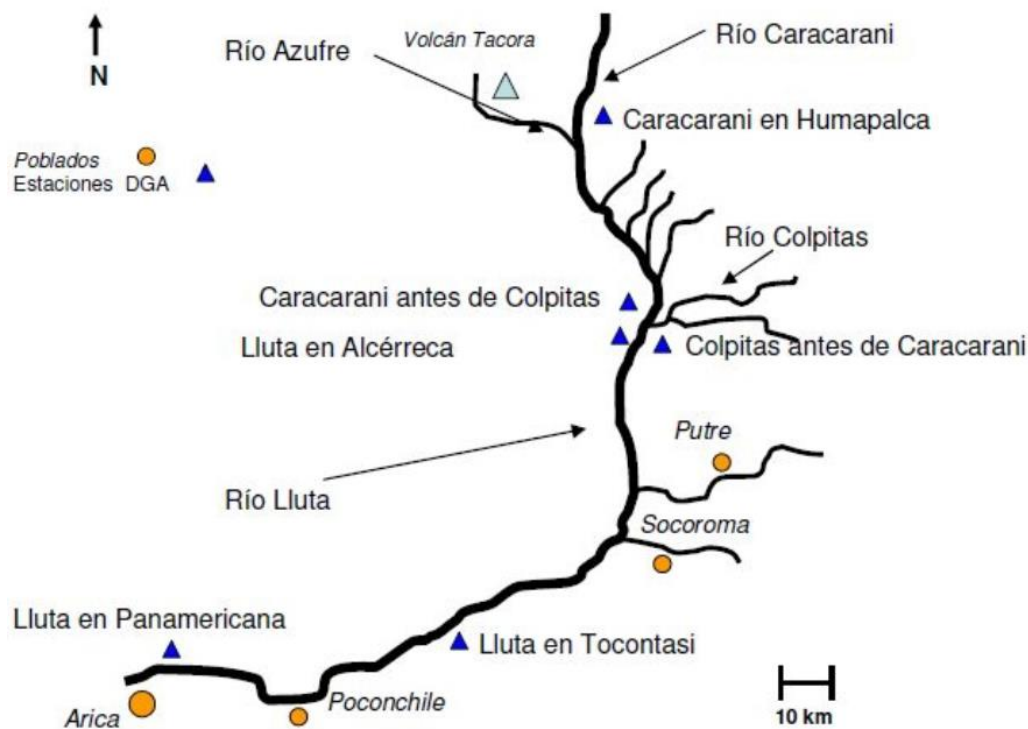 Volcán Tacora
Río Caracarani
Río Azufre
N
Caracarani en Humapalca
Poblados
Estaciones DGA
Río Colpitas
Caracarani antes de Colpitas
Lluta en Alcérreca
Colpitas antes de Caracarani
Putre
Río Lluta
Socoroma
Lluta en Panamericana
Lluta en Tocontasi
Poconchile
Arica
10 km